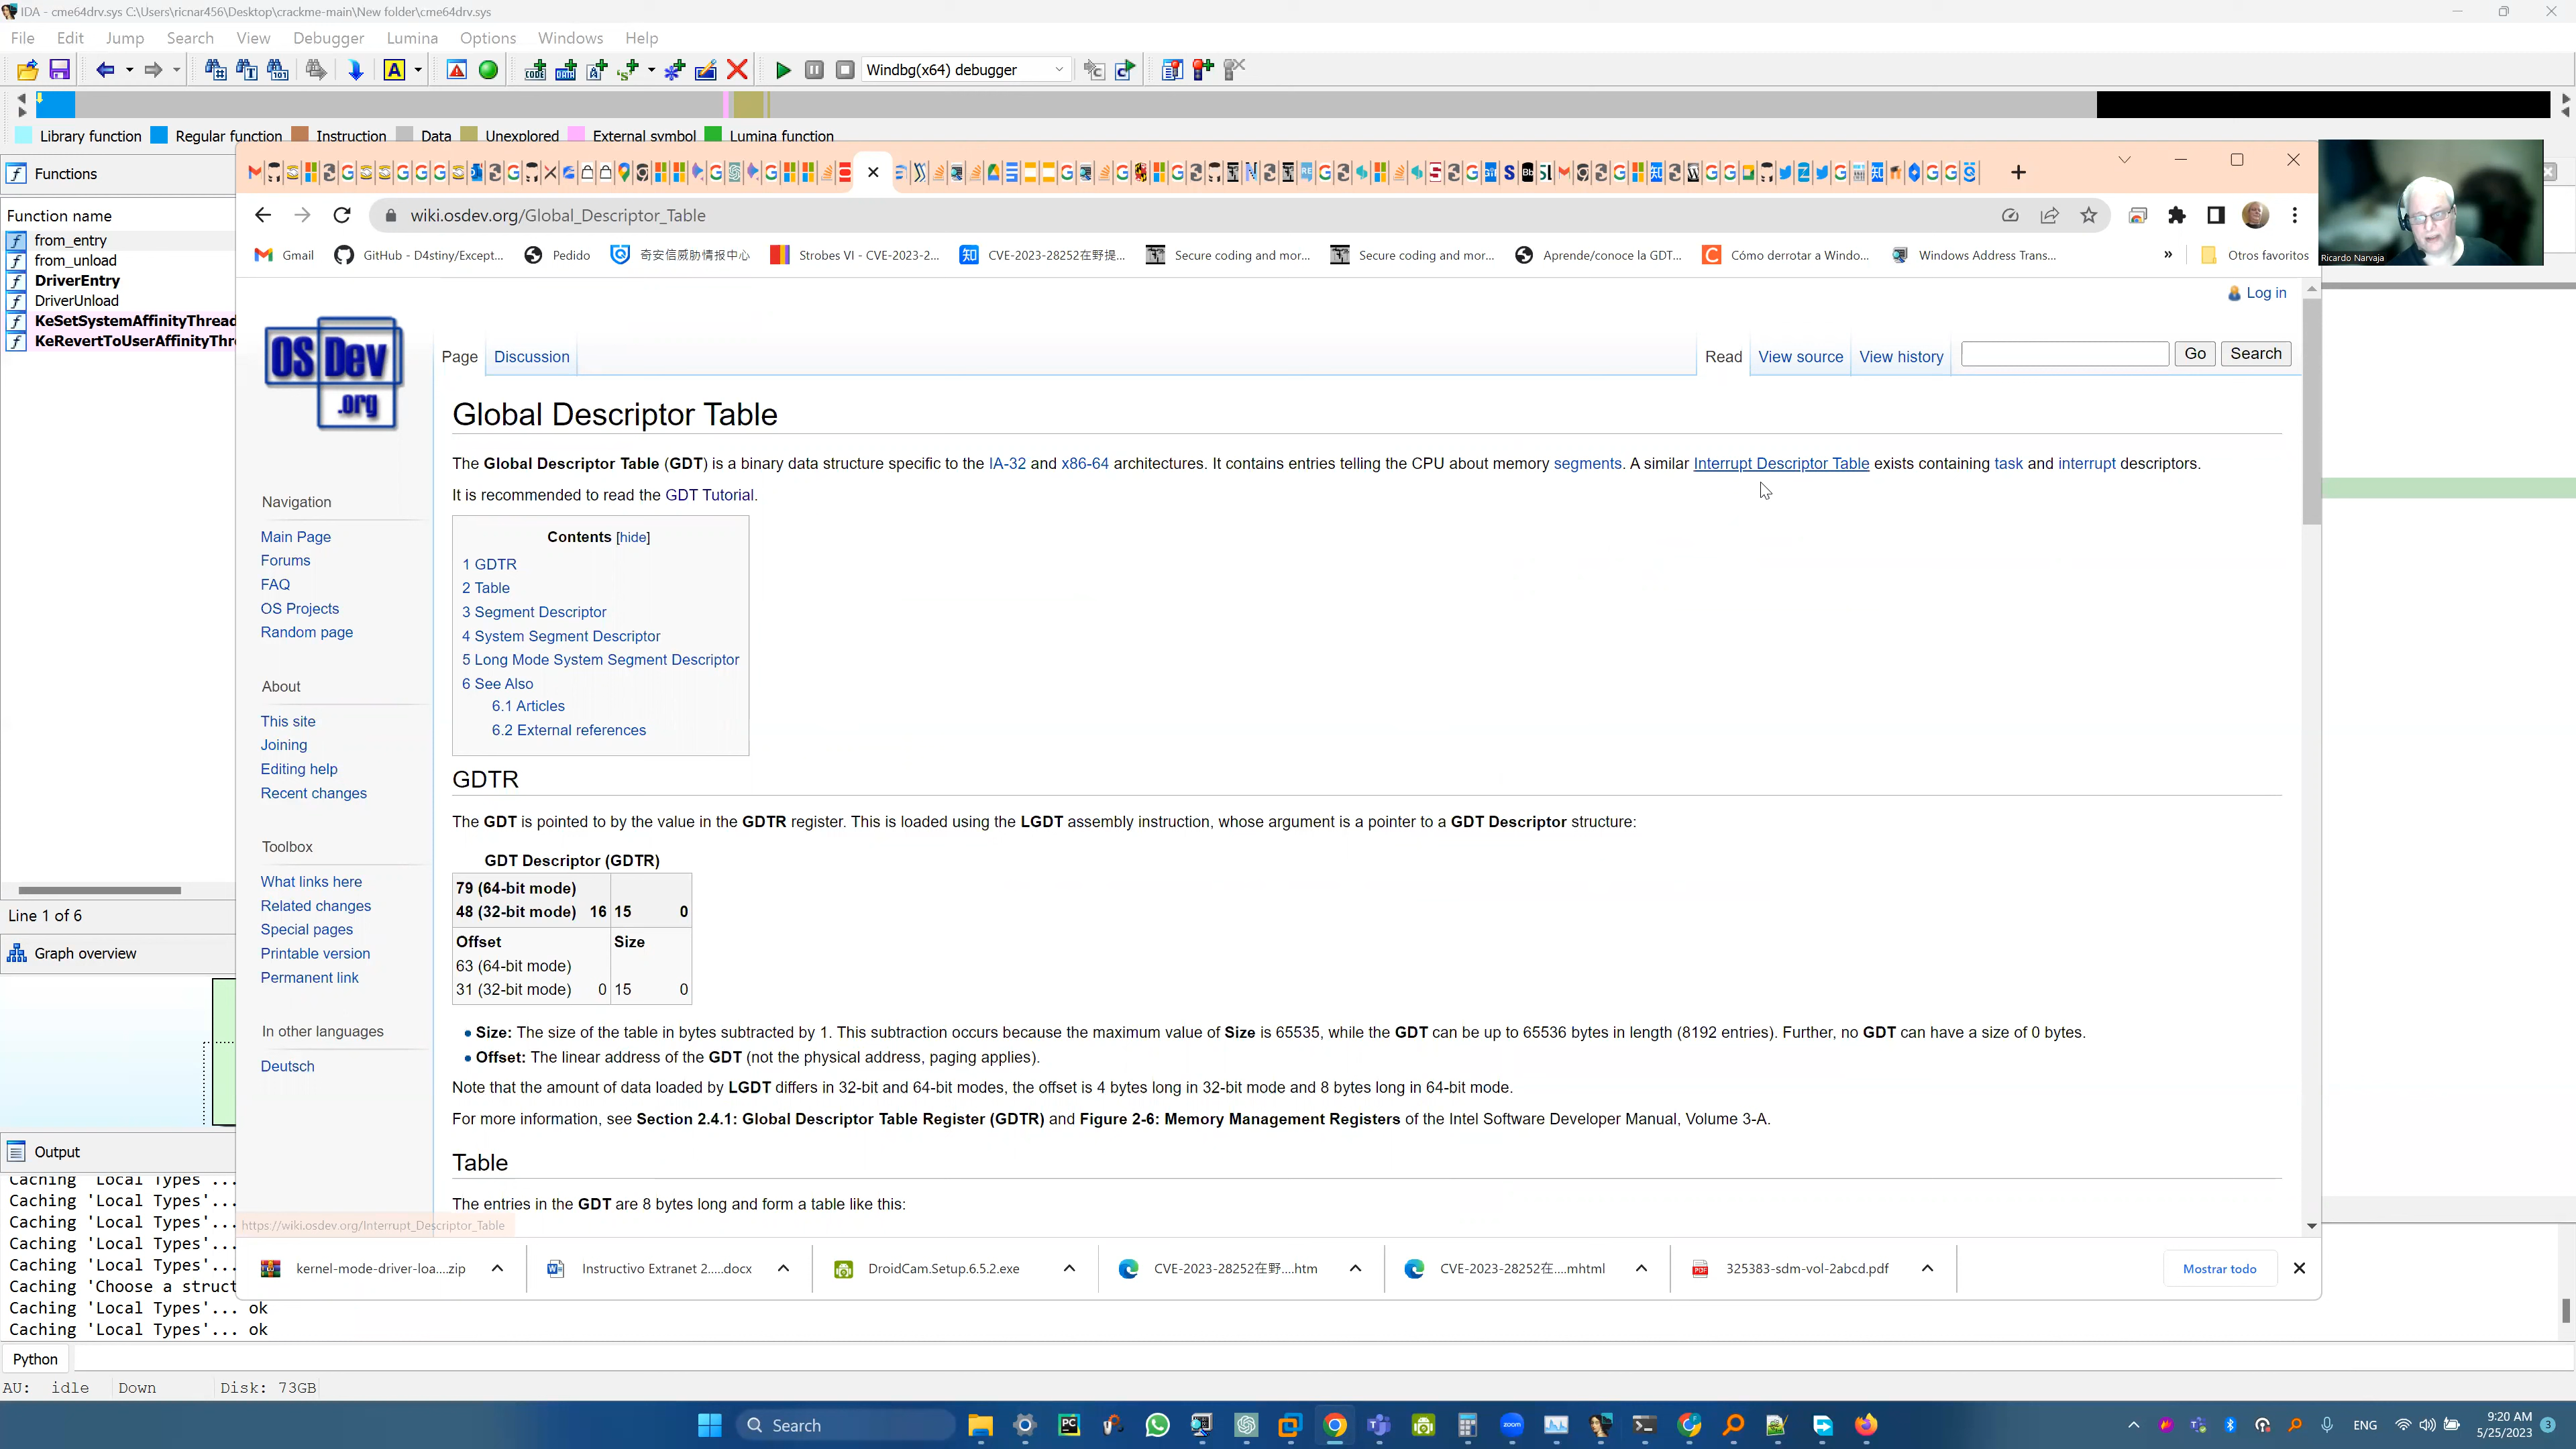 IDA - cme64drv.sys C:\Users\ricnar456\Desktop\crackme-main\New folder\cme64drv.sys
File Edit Jump Search View Debugger Lumina Options Windows Help
Windbg(x64) debugger
Library function Regular function Instruction Data Unexplored External symbol Lumina function
Functions
Function name
from_entry
from_unload
DriverEntry
DriverUnload
KeSetSystemAffinityThread
KeRevertToUserAffinityThr
Line 1 of 6
Graph overview
Output
Caching 'Local Types'...
Caching 'Local Types'...
Caching 'Local Types'...
Caching 'Local Types'...
Caching 'Local Types'...
Caching 'Choose a struct
Caching 'Local Types'... ok
Caching 'Local Types'... ok
Python
AU: idle Down Disk: 73GB
wiki.osdev.org/Global_Descriptor_Table
Gmail
GitHub - D4stiny/Except...
Pedido
奇安信威胁情报中心
Strobes VI - CVE-2023-2...
CVE-2023-28252在野提...
Secure coding and mor...
Secure coding and mor...
Aprende/conoce la GDT...
Cómo derrotar a Windo...
Windows Address Trans...
»
Otros favoritos
Ricardo Narvaja
Log in
OS Dev
.org
Page Discussion Read View source View history Go Search
Global Descriptor Table
The Global Descriptor Table (GDT) is a binary data structure specific to the IA-32 and x86-64 architectures. It contains entries telling the CPU about memory segments. A similar Interrupt Descriptor Table exists containing task and interrupt descriptors.
It is recommended to read the GDT Tutorial.
Contents [hide]
1 GDTR
2 Table
3 Segment Descriptor
4 System Segment Descriptor
5 Long Mode System Segment Descriptor
6 See Also
6.1 Articles
6.2 External references
Navigation
Main Page
Forums
FAQ
OS Projects
Random page
About
This site
Joining
Editing help
Recent changes
Toolbox
What links here
Related changes
Special pages
Printable version
Permanent link
In other languages
Deutsch
GDTR
The GDT is pointed to by the value in the GDTR register. This is loaded using the LGDT assembly instruction, whose argument is a pointer to a GDT Descriptor structure:
GDT Descriptor (GDTR)
79 (64-bit mode)
48 (32-bit mode) 16 15 0
Offset Size
63 (64-bit mode)
31 (32-bit mode) 0 15 0
Size: The size of the table in bytes subtracted by 1. This subtraction occurs because the maximum value of Size is 65535, while the GDT can be up to 65536 bytes in length (8192 entries). Further, no GDT can have a size of 0 bytes.
Offset: The linear address of the GDT (not the physical address, paging applies).
Note that the amount of data loaded by LGDT differs in 32-bit and 64-bit modes, the offset is 4 bytes long in 32-bit mode and 8 bytes long in 64-bit mode.
For more information, see Section 2.4.1: Global Descriptor Table Register (GDTR) and Figure 2-6: Memory Management Registers of the Intel Software Developer Manual, Volume 3-A.
Table
The entries in the GDT are 8 bytes long and form a table like this:
https://wiki.osdev.org/Interrupt_Descriptor_Table
kernel-mode-driver-loa....zip
Instructivo Extranet 2.....docx
DroidCam.Setup.6.5.2.exe
CVE-2023-28252在野....htm
CVE-2023-28252在....mhtml
325383-sdm-vol-2abcd.pdf
Mostrar todo
Search
ENG
9:20 AM
5/25/2023
3